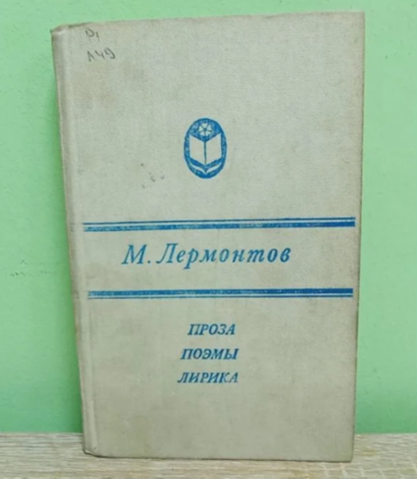 Р1
Л49
М. Лермонтов
ПРОЗА
ПОЭМЫ
ЛИРИКА